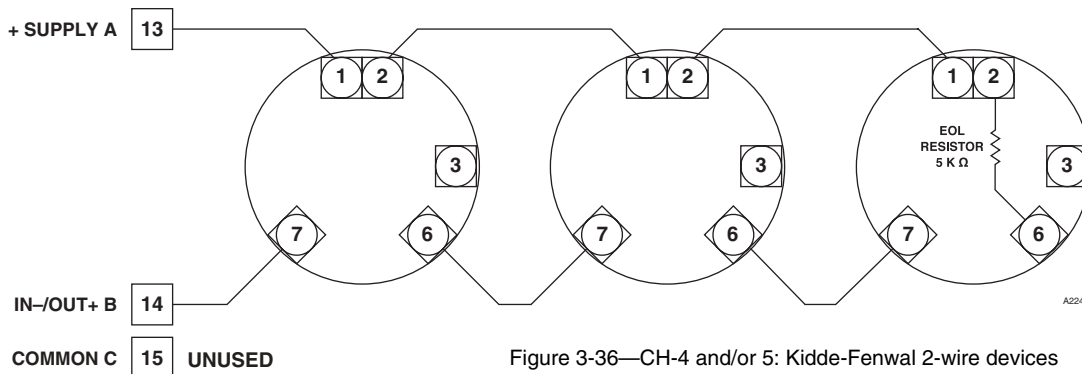 + SUPPLY A 13
1 2 1 2 1 2
EOL
RESISTOR
5 K Ω
3 3 3
7 6 7 6 7 6
IN–/OUT+ B 14
A224
COMMON C 15 UNUSED
Figure 3-36—CH-4 and/or 5: Kidde-Fenwal 2-wire devices